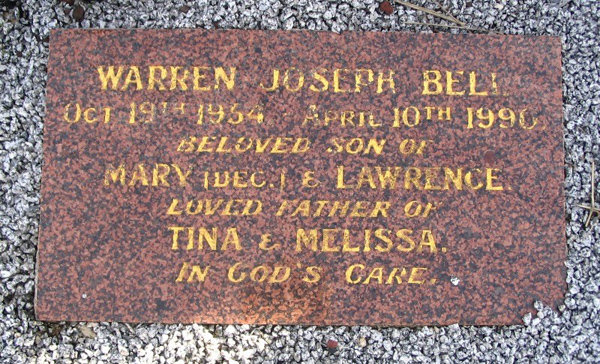 WARREN JOSEPH BELL
OCT 19TH 1954 - APRIL 10TH 1990.
BELOVED SON OF
MARY (DEC.) & LAWRENCE.
LOVED FATHER OF
TINA & MELISSA.
IN GOD'S CARE.